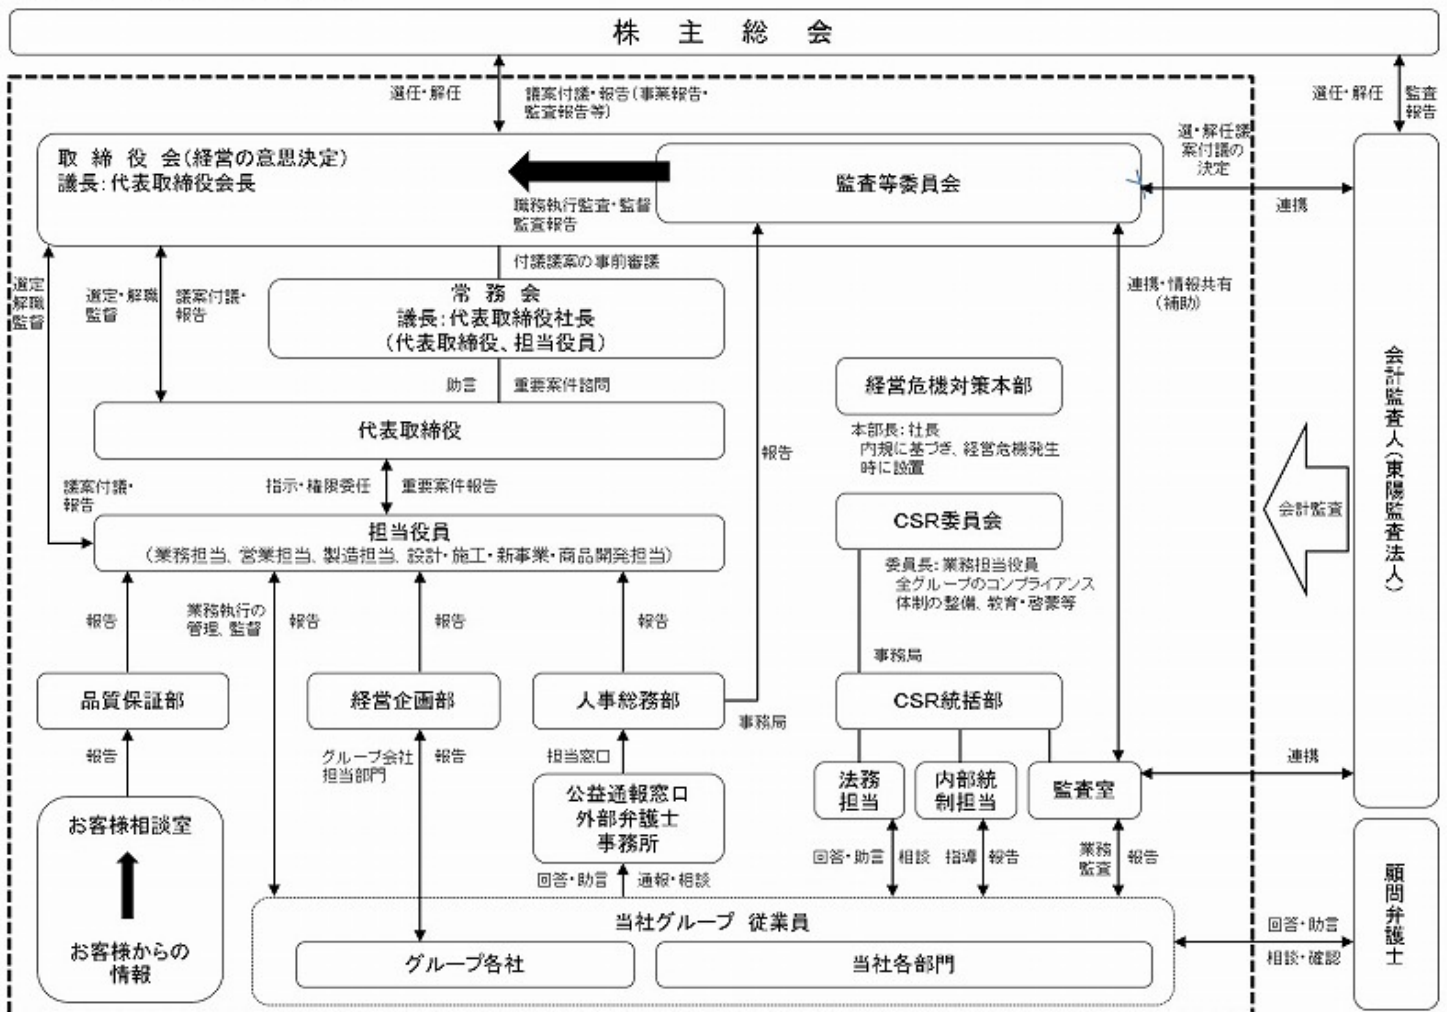 株主総会
選任・解任
議案付議・報告(事業報告・
監査報告等)
選任・解任
監査
報告
取締役会(経営の意思決定)
議長:代表取締役会長
監査等委員会
職務執行監査・監督
監査報告
選・解任議
案付議の
決定
連携
付議議案の事前審議
選定
解職
監督
選定・解職
監督
議案付議・
報告
常務会
議長:代表取締役社長
(代表取締役、担当役員)
連携・情報共有
(補助)
助言
重要案件諮問
代表取締役
報告
経営危機対策本部
本部長:社長
内規に基づき、経営危機発生
時に設置
会計監査人(東陽監査法人)
会計監査
議案付議・
報告
指示・権限委任
重要案件報告
担当役員
(業務担当、営業担当、製造担当、設計・施工・新事業・商品開発担当)
CSR委員会
委員長:業務担当役員
全グループのコンプライアンス
体制の整備、教育・啓蒙等
報告
業務執行の
管理、監督
報告
報告
報告
事務局
品質保証部
経営企画部
人事総務部
事務局
CSR統括部
報告
グループ会社
担当部門
報告
担当窓口
連携
法務
担当
内部統
制担当
監査室
公益通報窓口
外部弁護士
事務所
お客様相談室
お客様からの
情報
回答・助言
通報・相談
回答・助言
相談
指導
報告
業務
監査
報告
当社グループ 従業員
グループ各社
当社各部門
回答・助言
相談・確認
顧問弁護士